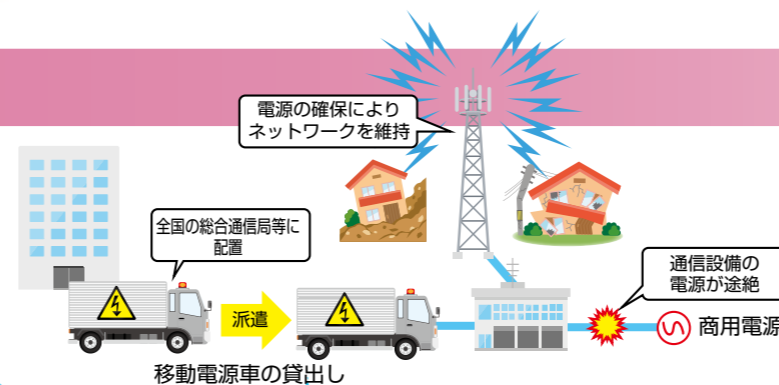 電源の確保により
ネットワークを維持
全国の総合通信局等に
配置
通信設備の
電源が途絶
派遣
商用電源
移動電源車の貸出し